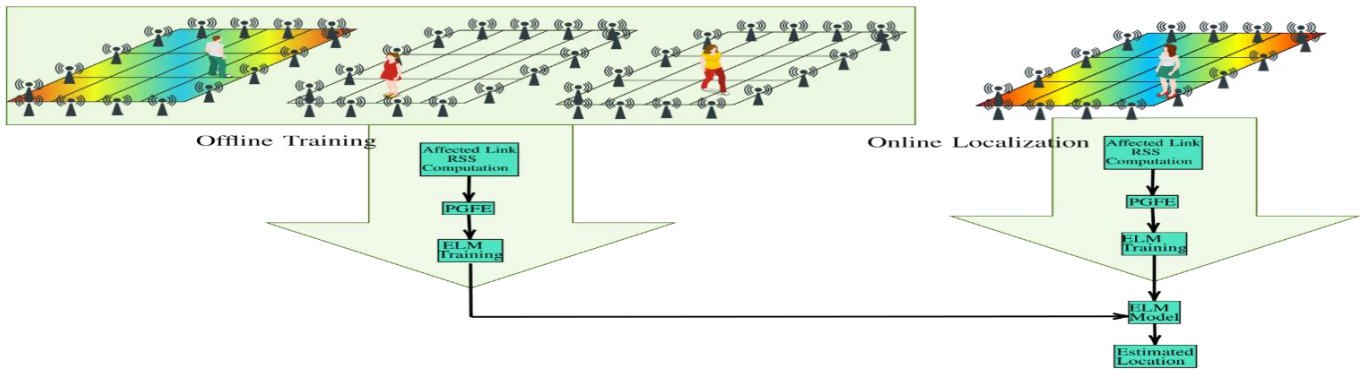 Offline Training
Affected Link
RSS
Computation
PGFE
ELM
Training
Online Localization
Affected Link
RSS
Computation
PGFE
ELM
Training
ELM
Model
Estimated
Location